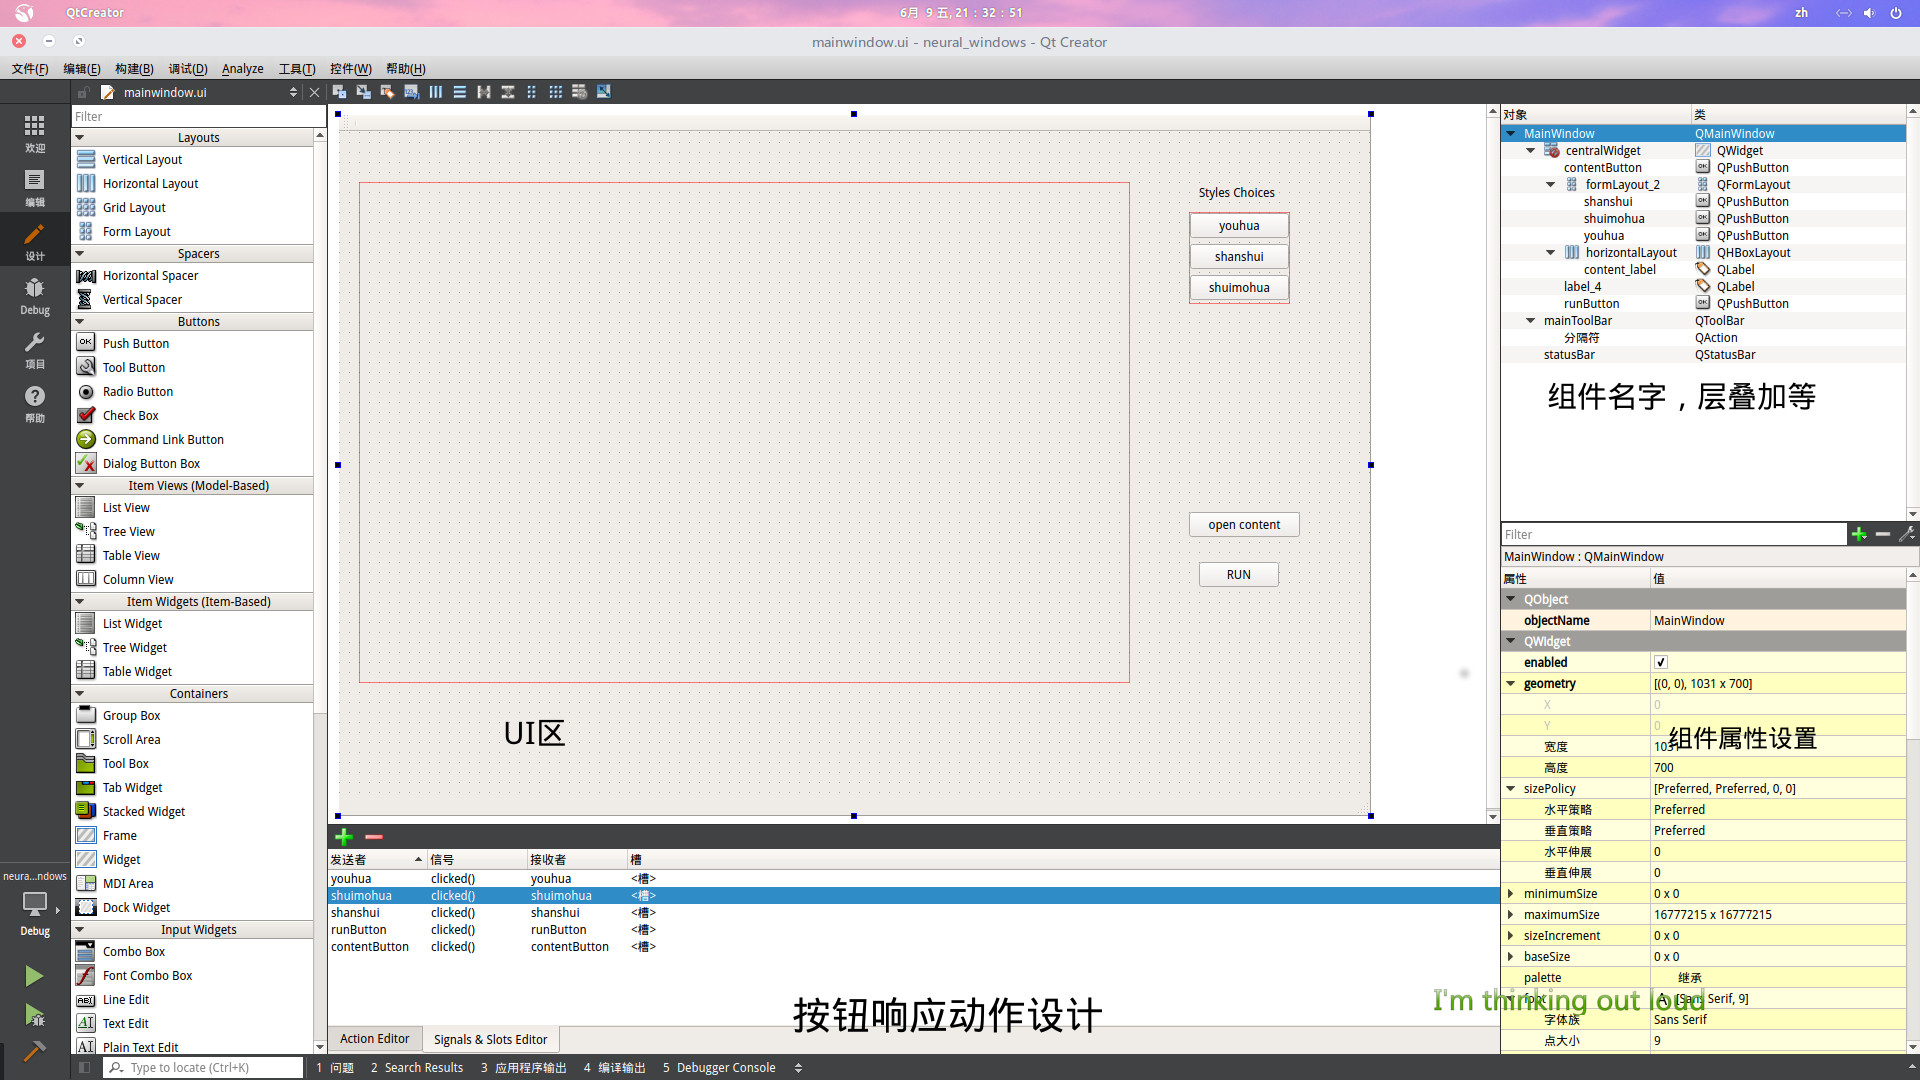 QtCreator
6月 9 五, 21 : 32 : 51
zh
mainwindow.ui - neural_windows - Qt Creator
文件(F) 编辑(E) 构建(B) 调试(D) Analyze 工具(T) 控件(W) 帮助(H)
mainwindow.ui
欢迎
编辑
设计
Debug
项目
帮助
neura...ndows
Debug
Filter
Layouts
Vertical Layout
Horizontal Layout
Grid Layout
Form Layout
Spacers
Horizontal Spacer
Vertical Spacer
Buttons
Push Button
Tool Button
Radio Button
Check Box
Command Link Button
Dialog Button Box
Item Views (Model-Based)
List View
Tree View
Table View
Column View
Item Widgets (Item-Based)
List Widget
Tree Widget
Table Widget
Containers
Group Box
Scroll Area
Tool Box
Tab Widget
Stacked Widget
Frame
Widget
MDI Area
Dock Widget
Input Widgets
Combo Box
Font Combo Box
Line Edit
Text Edit
Plain Text Edit
Styles Choices
youhua
shanshui
shuimohua
open content
RUN
UI区
发送者 信号 接收者 槽
youhua clicked() youhua <槽>
shuimohua clicked() shuimohua <槽>
shanshui clicked() shanshui <槽>
runButton clicked() runButton <槽>
contentButton clicked() contentButton <槽>
按钮响应动作设计
Action Editor Signals & Slots Editor
对象 类
MainWindow QMainWindow
centralWidget QWidget
contentButton QPushButton
formLayout_2 QFormLayout
shanshui QPushButton
shuimohua QPushButton
youhua QPushButton
horizontalLayout QHBoxLayout
content_label QLabel
label_4 QLabel
runButton QPushButton
mainToolBar QToolBar
分隔符 QAction
statusBar QStatusBar
组件名字，层叠加等
Filter
MainWindow : QMainWindow
属性 值
QObject
objectName MainWindow
QWidget
enabled
geometry [(0, 0), 1031 x 700]
X 0
Y 0
组件属性设置
宽度 1031
高度 700
sizePolicy [Preferred, Preferred, 0, 0]
水平策略 Preferred
垂直策略 Preferred
水平伸展 0
垂直伸展 0
minimumSize 0 x 0
maximumSize 16777215 x 16777215
sizeIncrement 0 x 0
baseSize 0 x 0
palette 继承
font A [Sans Serif, 9]
I'm thinking out loud
字体族 Sans Serif
点大小 9
Type to locate (Ctrl+K) 1 问题 2 Search Results 3 应用程序输出 4 编译输出 5 Debugger Console